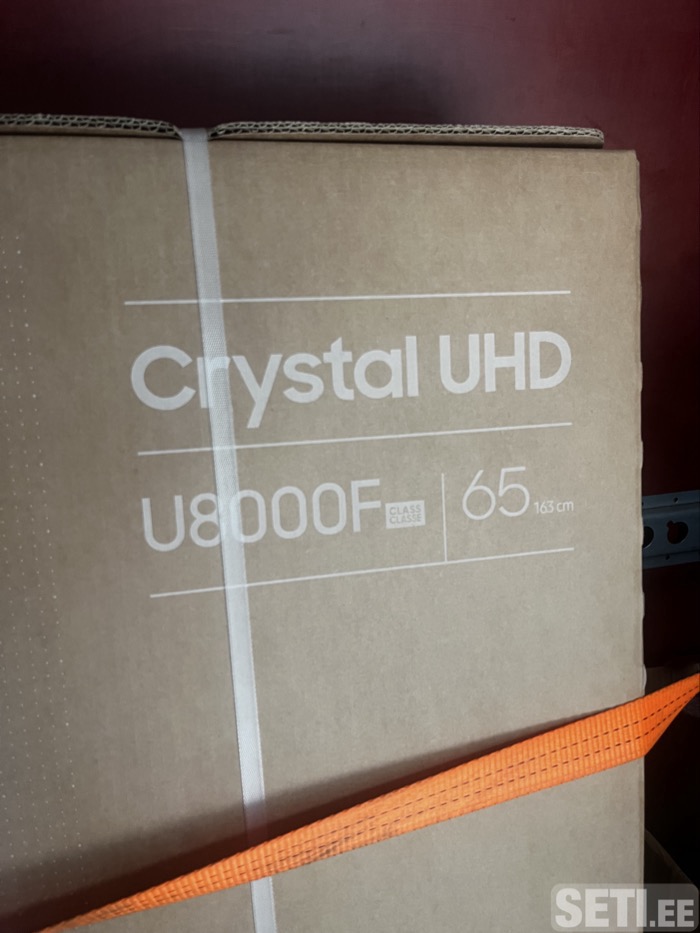 Crystal UHD
U8000F CLASS CLASSE 65 163 cm
SETI.EE